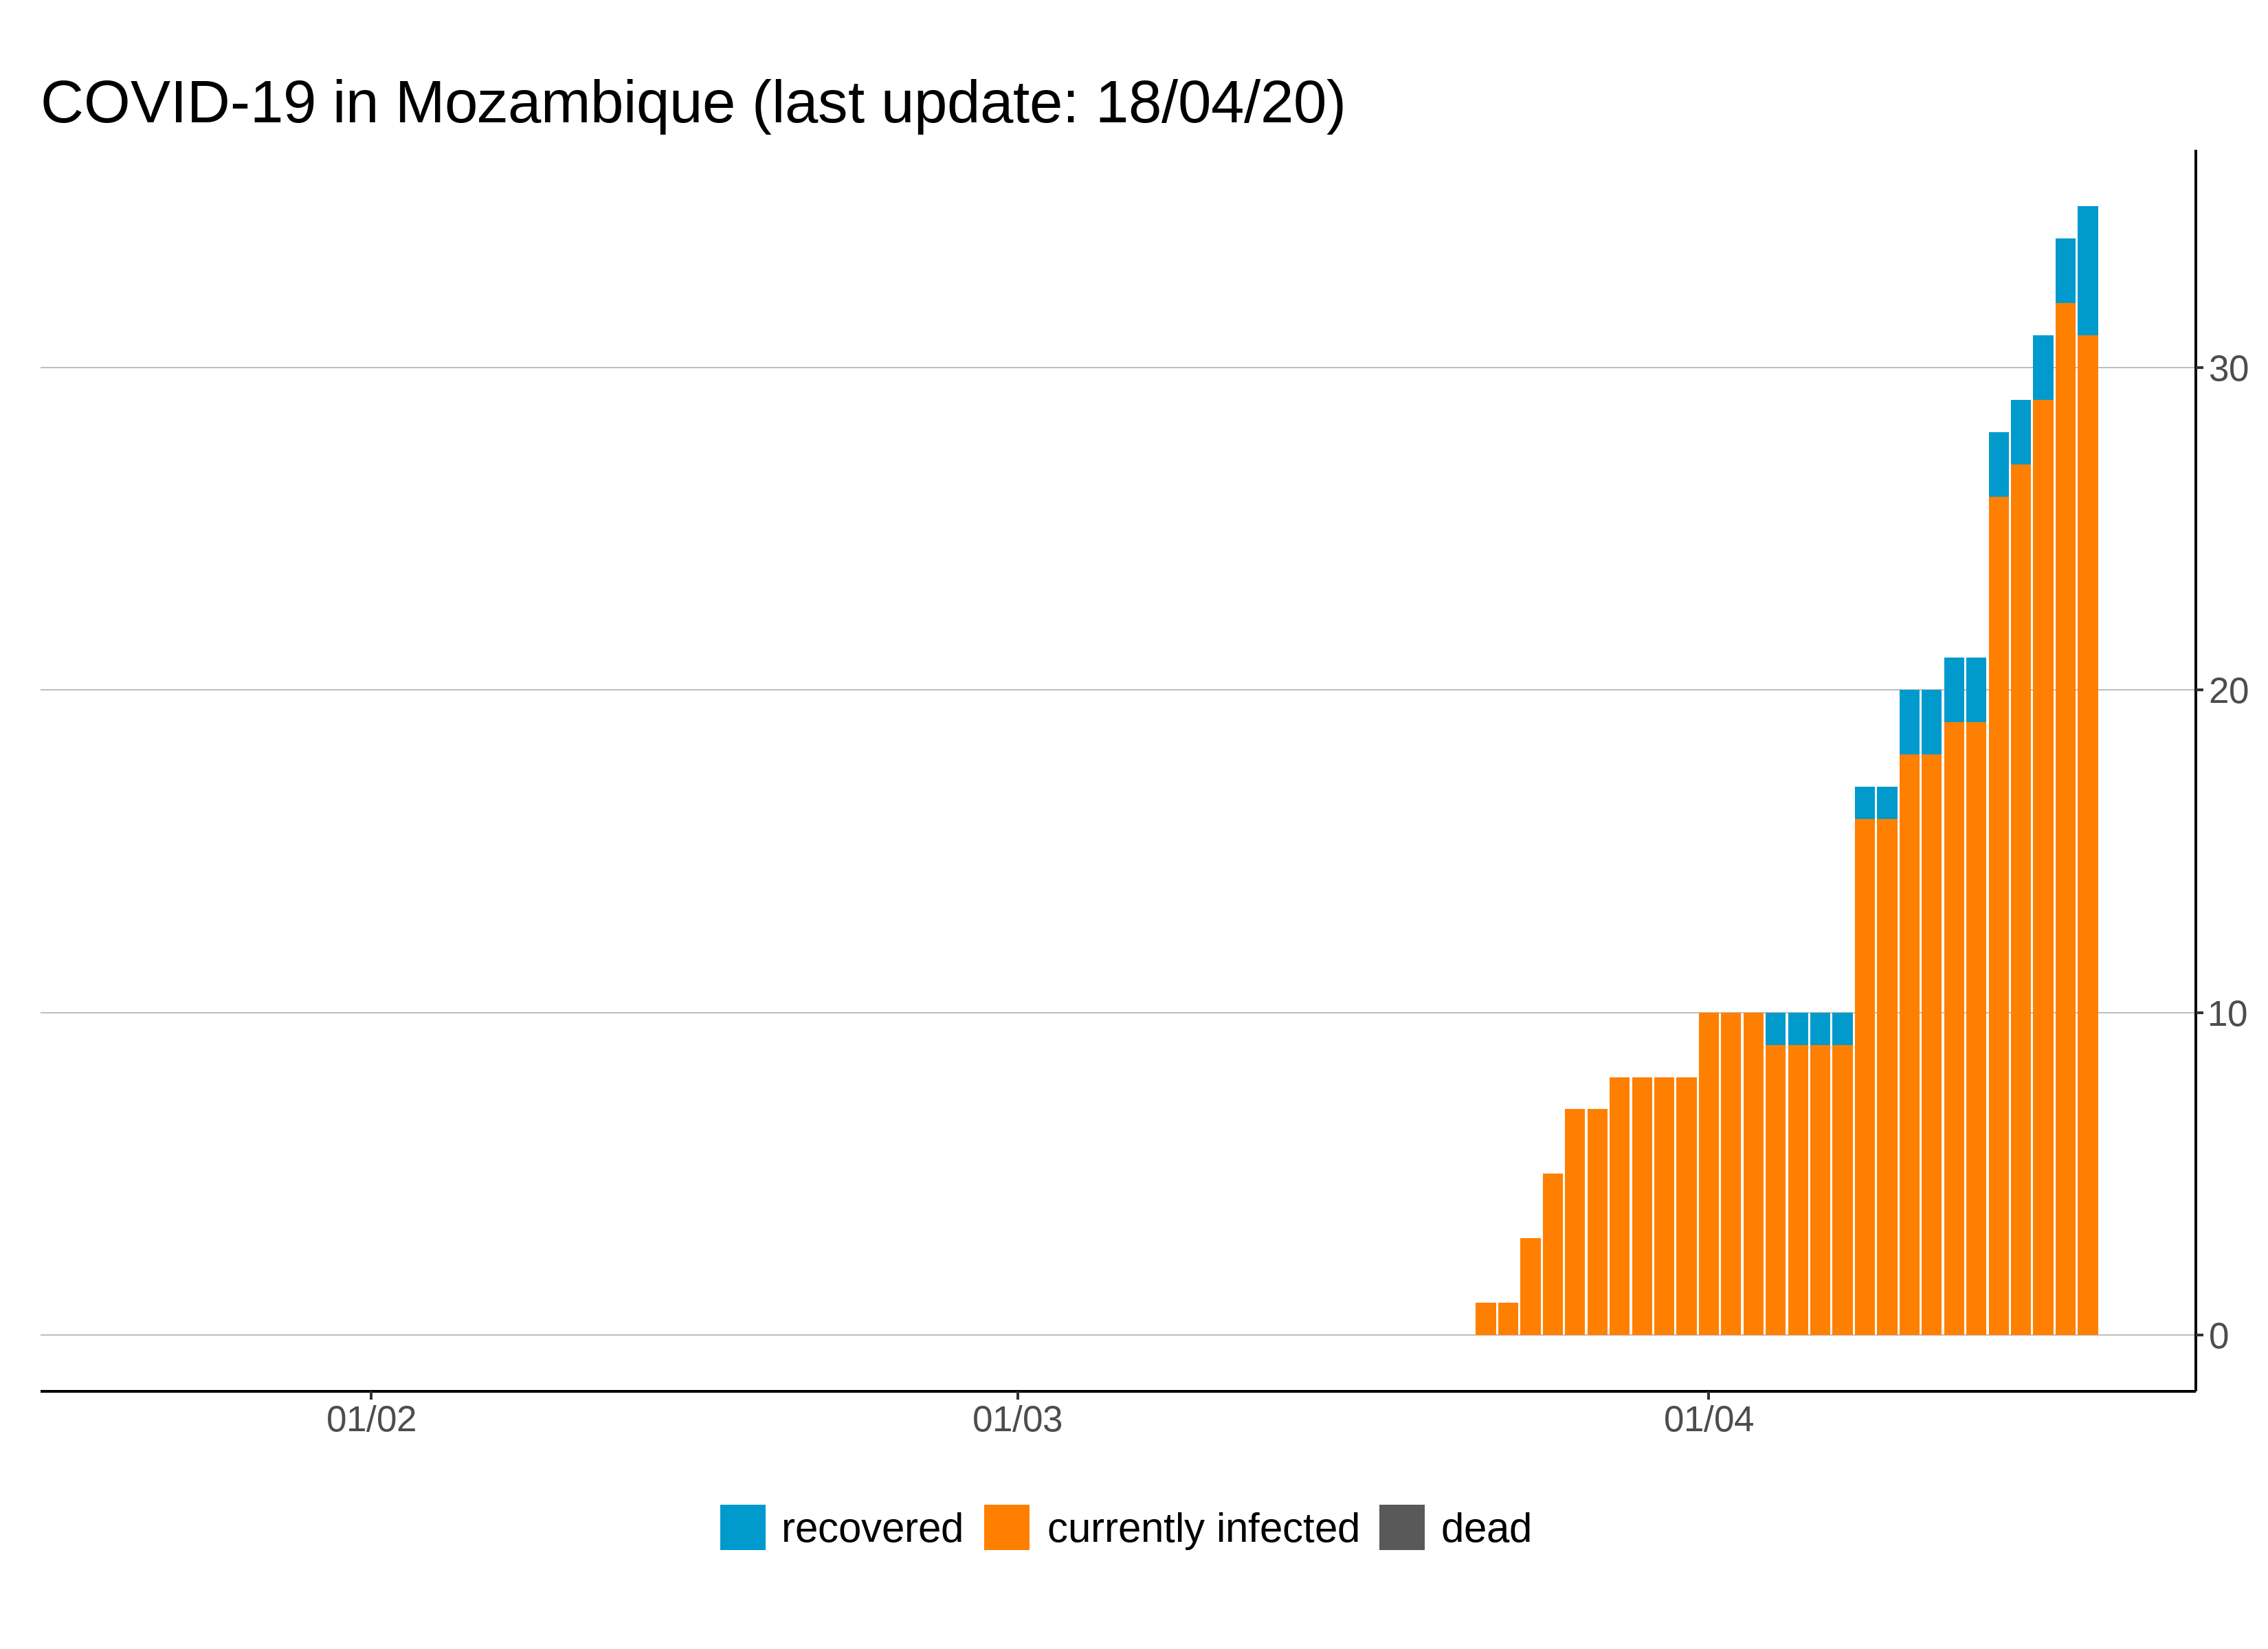 COVID-19 in Mozambique (last update: 18/04/20)
30
20
10
0
01/02 01/03 01/04
recovered currently infected dead